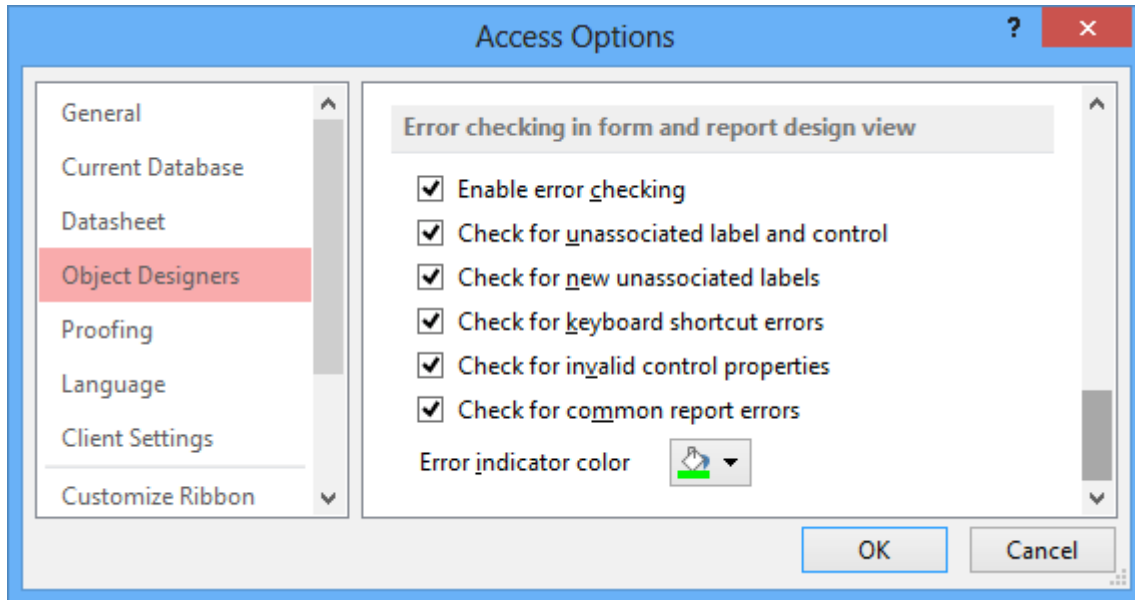 Access Options
?
General
Current Database
Datasheet
Object Designers
Proofing
Language
Client Settings
Customize Ribbon
Error checking in form and report design view
Enable error checking
Check for unassociated label and control
Check for new unassociated labels
Check for keyboard shortcut errors
Check for invalid control properties
Check for common report errors
Error indicator color
OK
Cancel